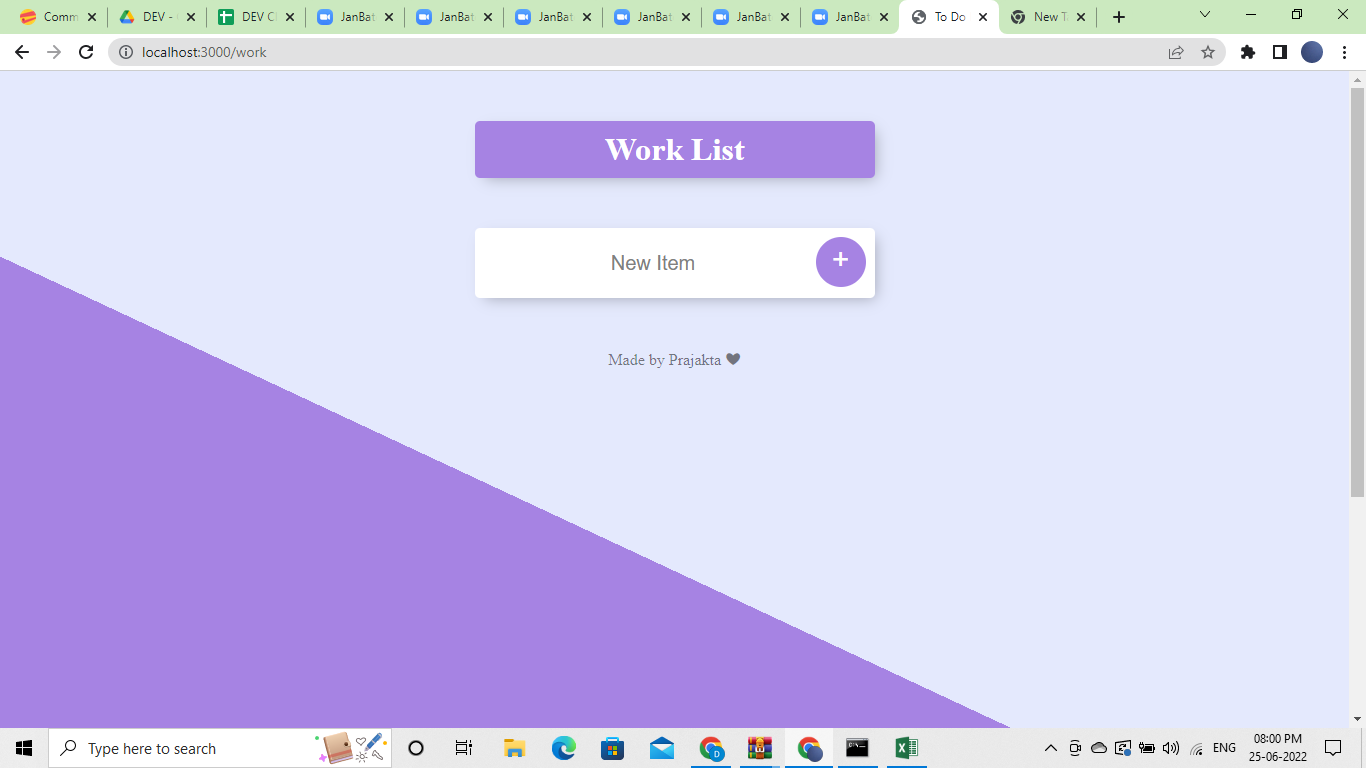 Comm
DEV -
DEV C
JanBat
JanBat
JanBat
JanBat
JanBat
JanBat
To Do
New T
localhost:3000/work
Work List
New Item
+
Made by Prajakta
Type here to search
D
ENG
08:00 PM
25-06-2022